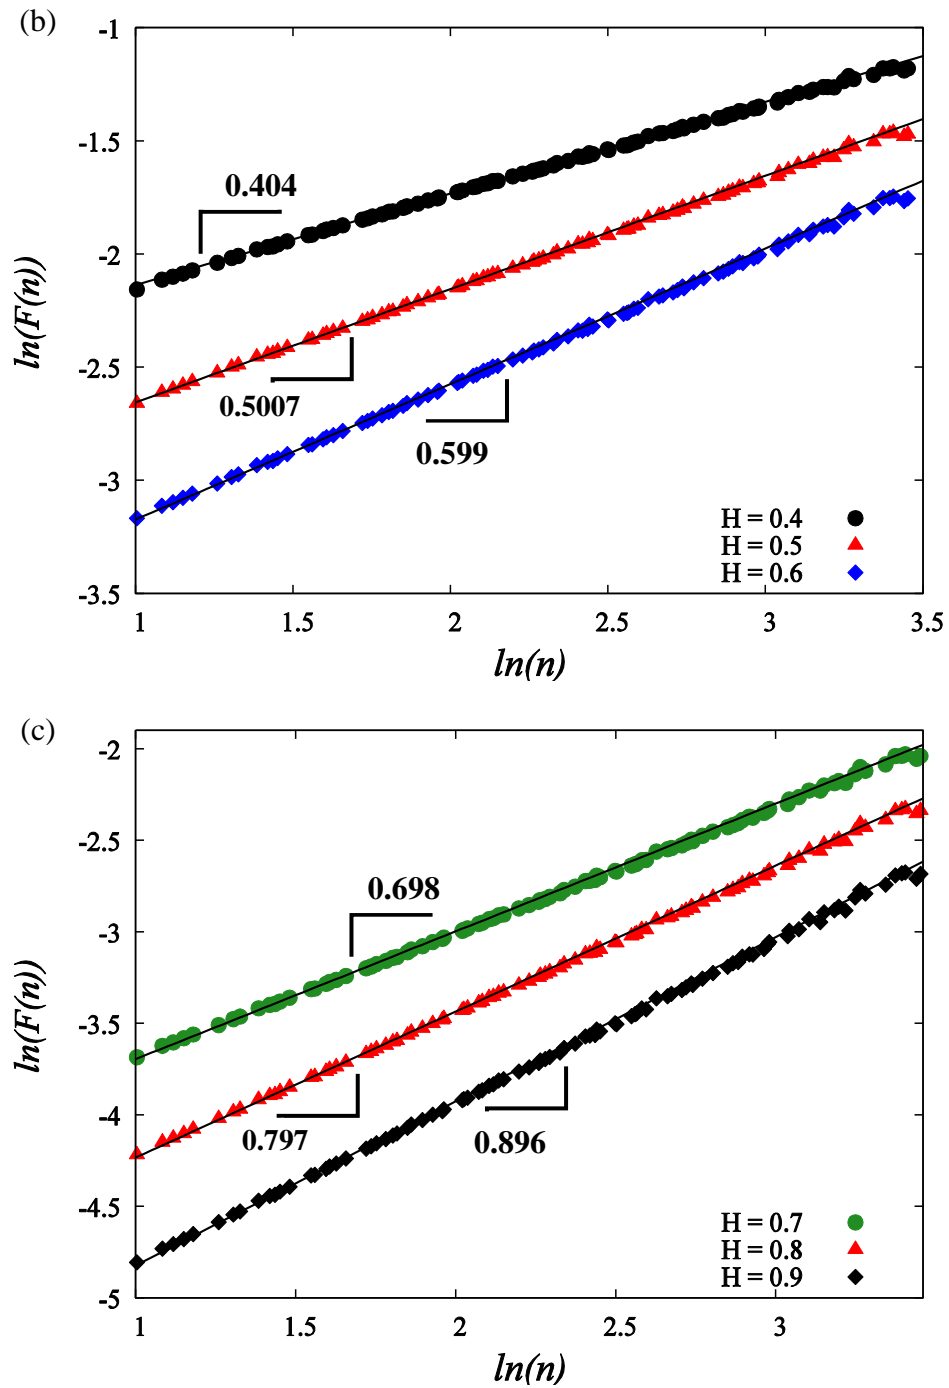 (b)
-1
-1.5
-2
-2.5
-3
-3.5
ln(F(n))
0.404
0.5007
0.599
H = 0.4
H = 0.5
H = 0.6
1 1.5 2 2.5 3 3.5
ln(n)
(c)
-2
-2.5
-3
-3.5
-4
-4.5
-5
ln(F(n))
0.698
0.797
0.896
H = 0.7
H = 0.8
H = 0.9
1 1.5 2 2.5 3
ln(n)